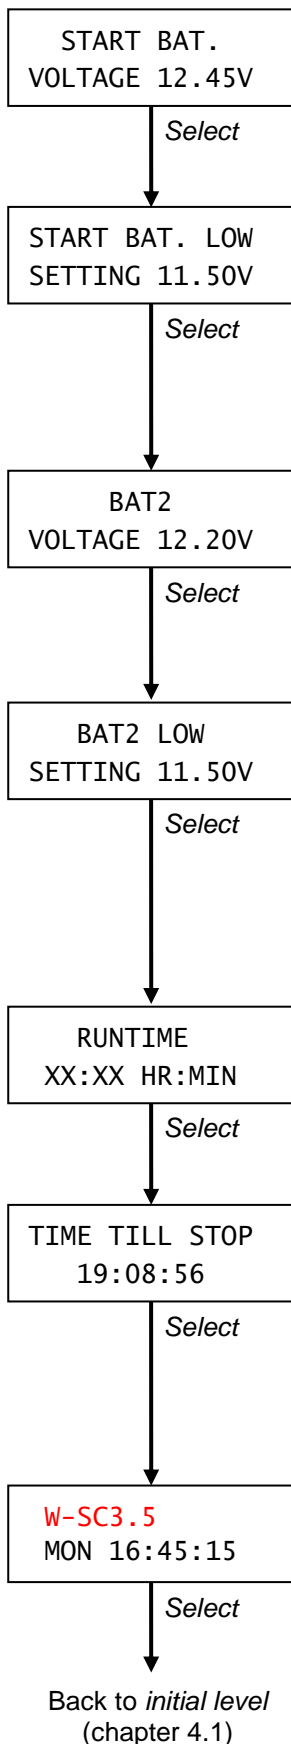 START BAT.
VOLTAGE 12.45V
Select
START BAT. LOW
SETTING 11.50V
Select
BAT2
VOLTAGE 12.20V
Select
BAT2 LOW
SETTING 11.50V
Select
RUNTIME
XX:XX HR:MIN
Select
TIME TILL STOP
19:08:56
Select
W-SC3.5
MON 16:45:15
Select
Back to initial level
(chapter 4.1)